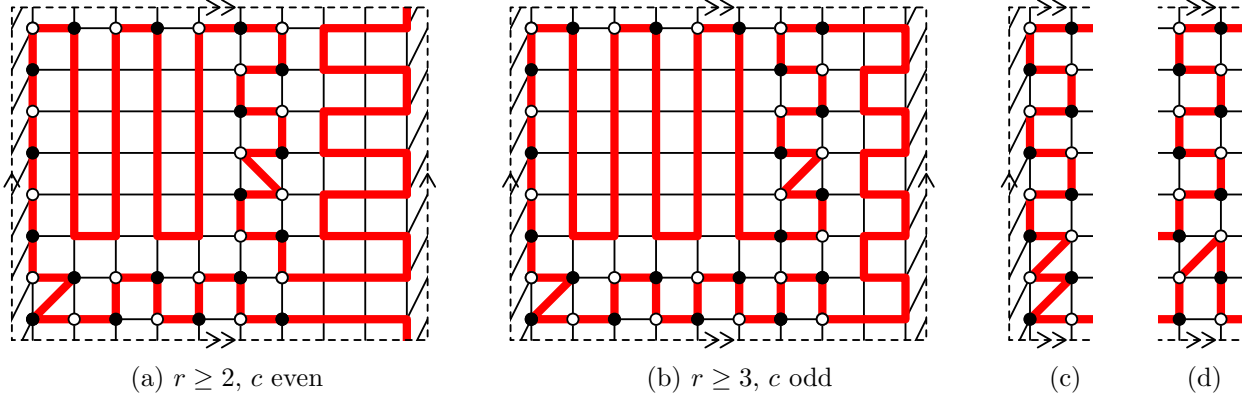 (a) r ≥ 2, c even
(b) r ≥ 3, c odd
(c)
(d)